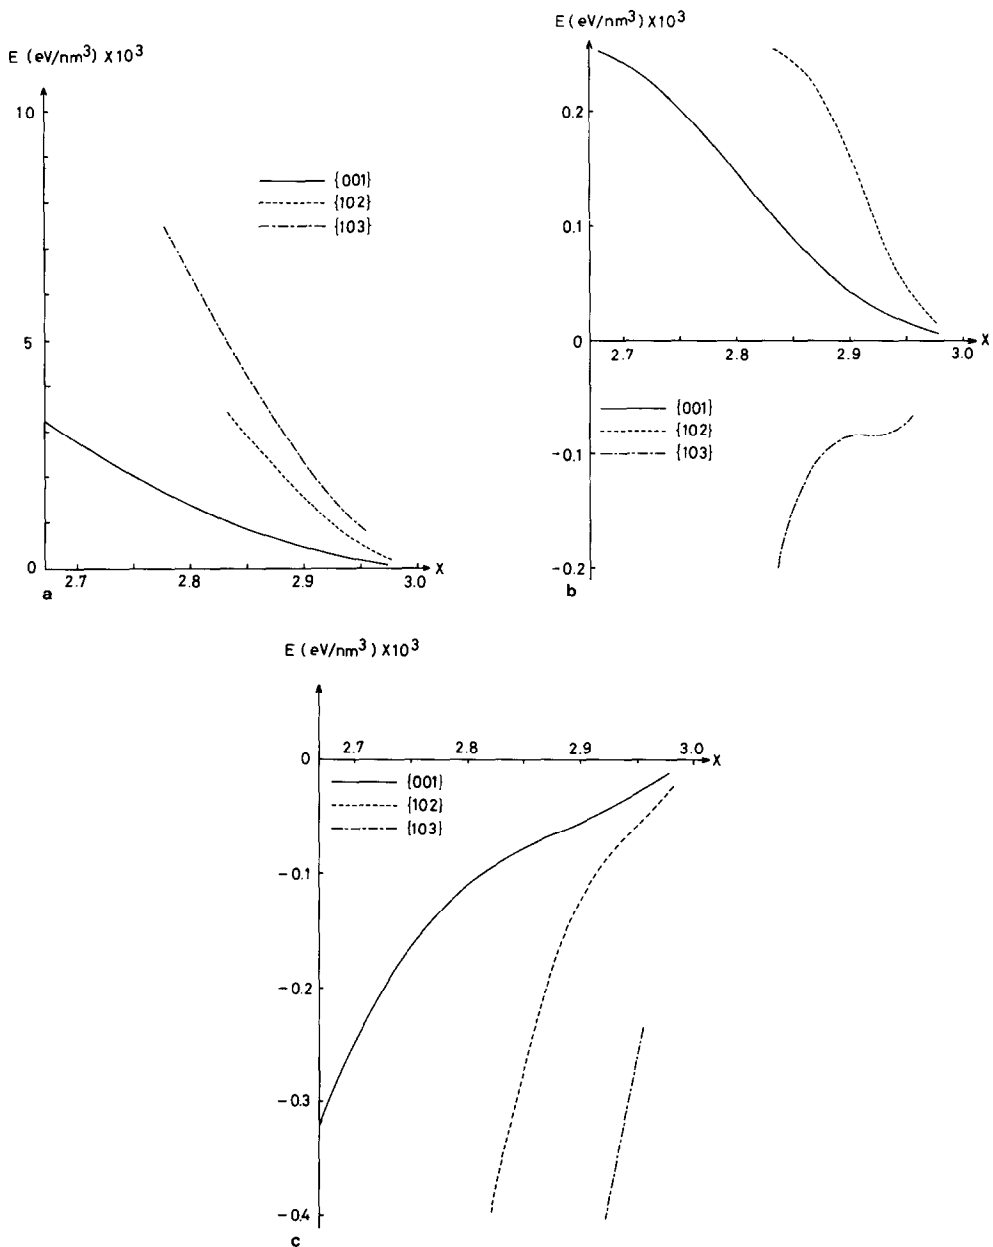 E (eV/nm³) X10³
10
5
0
{001}
{102}
{103}
2.7 2.8 2.9 3.0 X
a
E (eV/nm³) X10³
0.2
0.1
0
2.7 2.8 2.9 3.0 X
{001}
{102}
{103}
-0.1
-0.2
b
E (eV/nm³) X10³
2.7 2.8 2.9 3.0 X
0
{001}
{102}
{103}
-0.1
-0.2
-0.3
-0.4
c